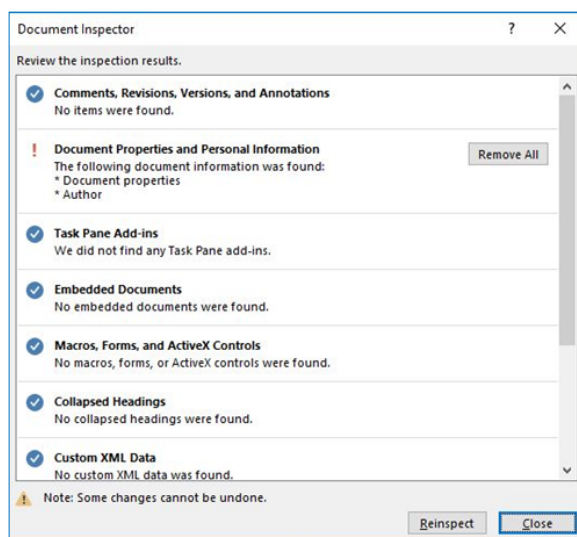 Document Inspector
?
Review the inspection results.
Comments, Revisions, Versions, and Annotations
No items were found.
! Document Properties and Personal Information
Remove All
The following document information was found:
* Document properties
* Author
Task Pane Add-ins
We did not find any Task Pane add-ins.
Embedded Documents
No embedded documents were found.
Macros, Forms, and ActiveX Controls
No macros, forms, or ActiveX controls were found.
Collapsed Headings
No collapsed headings were found.
Custom XML Data
No custom XML data was found.
Note: Some changes cannot be undone.
Reinspect Close